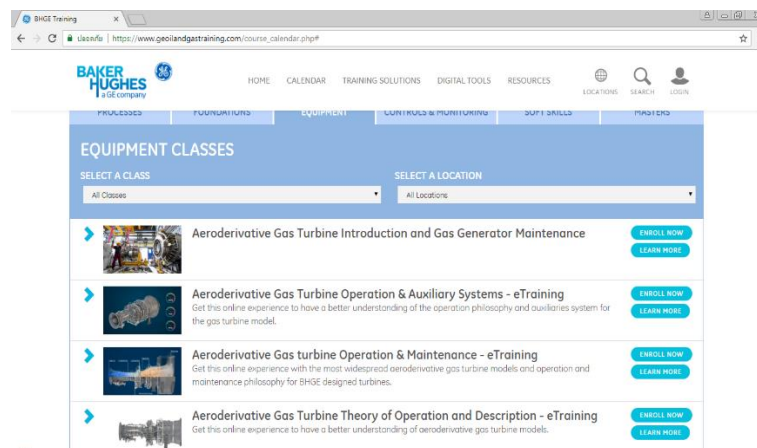 BHGE Training
https://www.geoilandgastraining.com/course_calendar.php#
BAKER
HUGHES
a GE company
HOME CALENDAR TRAINING SOLUTIONS DIGITAL TOOLS RESOURCES
LOCATIONS SEARCH LOGIN
PROCESSES FOUNDATIONS EQUIPMENT CONTROLS & MONITORING SOFT SKILLS MASTERS
EQUIPMENT CLASSES
SELECT A CLASS SELECT A LOCATION
All Classes All Locations
Aeroderivative Gas Turbine Introduction and Gas Generator Maintenance
ENROLL NOW
LEARN MORE
Aeroderivative Gas Turbine Operation & Auxiliary Systems - eTraining
ENROLL NOW
Get this online experience to have a better understanding of the operation philosophy and auxiliaries system for
the gas turbine model.
LEARN MORE
Aeroderivative Gas turbine Operation & Maintenance - eTraining
ENROLL NOW
Get this online experience with the most widespread aeroderivative gas turbine models and operation and
maintenance philosophy for BHGE designed turbines.
LEARN MORE
Aeroderivative Gas Turbine Theory of Operation and Description - eTraining
ENROLL NOW
Get this online experience to have a better understanding of aeroderivative gas turbine models.
LEARN MORE